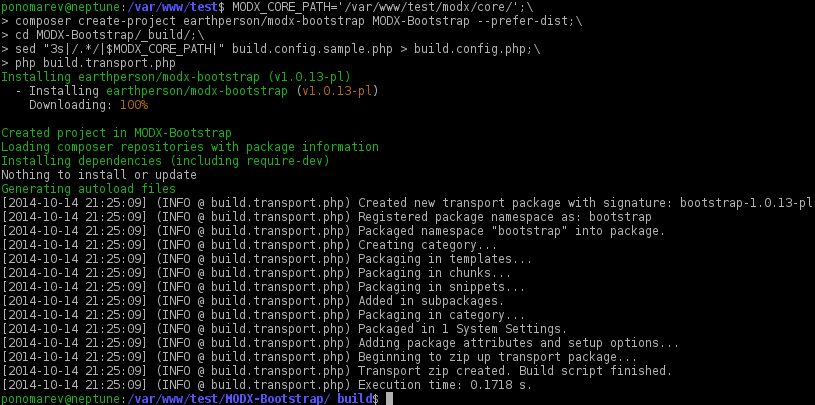 ponomarev@neptune:/var/www/test$ MODX_CORE_PATH='/var/www/test/modx/core/';\
> composer create-project earthperson/modx-bootstrap MODX-Bootstrap --prefer-dist;\
> cd MODX-Bootstrap/_build/;\
> sed "3s|/.*/|$MODX_CORE_PATH|" build.config.sample.php > build.config.php;\
> php build.transport.php
Installing earthperson/modx-bootstrap (v1.0.13-pl)
  - Installing earthperson/modx-bootstrap (v1.0.13-pl)
    Downloading: 100%

Created project in MODX-Bootstrap
Loading composer repositories with package information
Installing dependencies (including require-dev)
Nothing to install or update
Generating autoload files
[2014-10-14 21:25:09] (INFO @ build.transport.php) Created new transport package with signature: bootstrap-1.0.13-pl
[2014-10-14 21:25:09] (INFO @ build.transport.php) Registered package namespace as: bootstrap
[2014-10-14 21:25:09] (INFO @ build.transport.php) Packaged namespace "bootstrap" into package.
[2014-10-14 21:25:09] (INFO @ build.transport.php) Creating category...
[2014-10-14 21:25:09] (INFO @ build.transport.php) Packaging in templates...
[2014-10-14 21:25:09] (INFO @ build.transport.php) Packaging in chunks...
[2014-10-14 21:25:09] (INFO @ build.transport.php) Packaging in snippets...
[2014-10-14 21:25:09] (INFO @ build.transport.php) Added in subpackages.
[2014-10-14 21:25:09] (INFO @ build.transport.php) Packaging in category...
[2014-10-14 21:25:09] (INFO @ build.transport.php) Packaged in 1 System Settings.
[2014-10-14 21:25:09] (INFO @ build.transport.php) Adding package attributes and setup options...
[2014-10-14 21:25:09] (INFO @ build.transport.php) Beginning to zip up transport package...
[2014-10-14 21:25:09] (INFO @ build.transport.php) Transport zip created. Build script finished.
[2014-10-14 21:25:09] (INFO @ build.transport.php) Execution time: 0.1718 s.
ponomarev@neptune:/var/www/test/MODX-Bootstrap/_build$